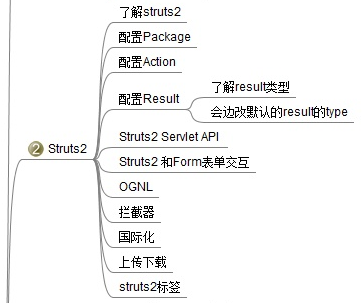 了解struts2
配置Package
配置Action
配置Result
了解result类型
会边改默认的result的type
2 Struts2
Struts2 Servlet API
Struts2 和Form表单交互
OGNL
拦截器
国际化
上传下载
struts2标签